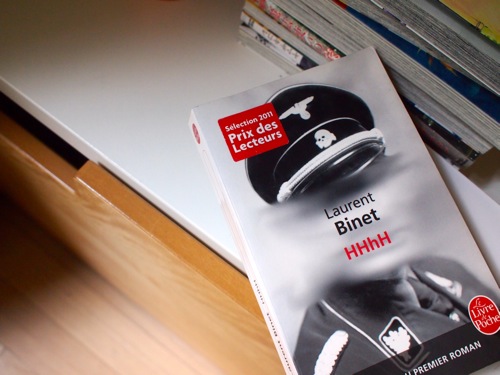 Sélection 2011
Prix des
Lecteurs
Laurent
Binet
HHhH
Le
Livre
de
Poche
PREMIER ROMAN